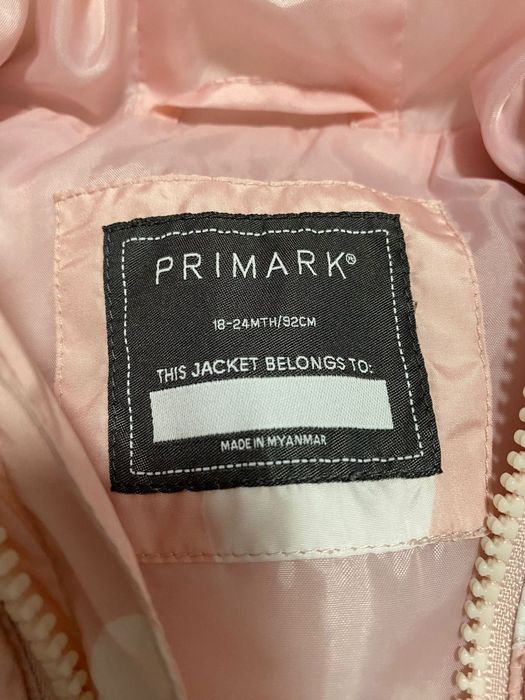 PRIMARK®
18-24MTH/92CM
THIS JACKET BELONGS TO:
MADE IN MYANMAR